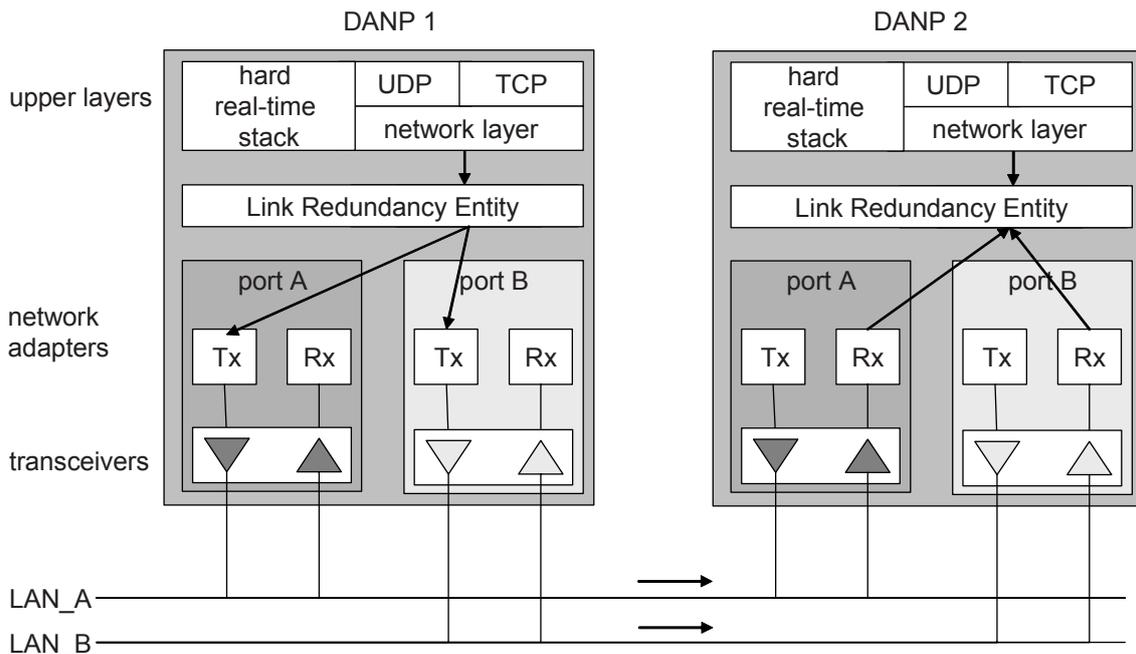 DANP 1
DANP 2
upper layers
hard
real-time
stack
UDP
TCP
network layer
hard
real-time
stack
UDP
TCP
network layer
Link Redundancy Entity
Link Redundancy Entity
port A
port B
port A
port B
network
adapters
Tx
Rx
Tx
Rx
Tx
Rx
Tx
Rx
transceivers
LAN_A
LAN_B